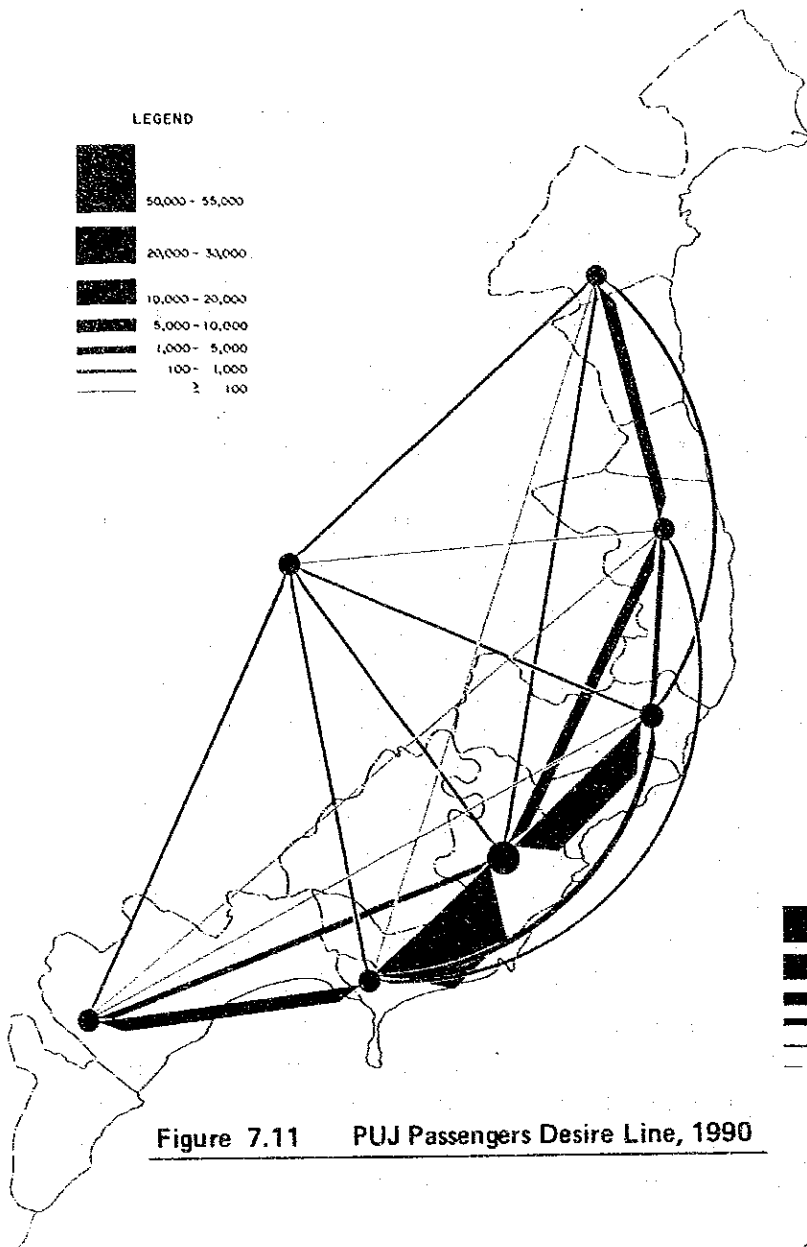 LEGEND
50,000 - 55,000
20,000 - 30,000
10,000 - 20,000
5,000 - 10,000
1,000 - 5,000
100 - 1,000
≥ 100
Figure 7.11 PUJ Passengers Desire Line, 1990